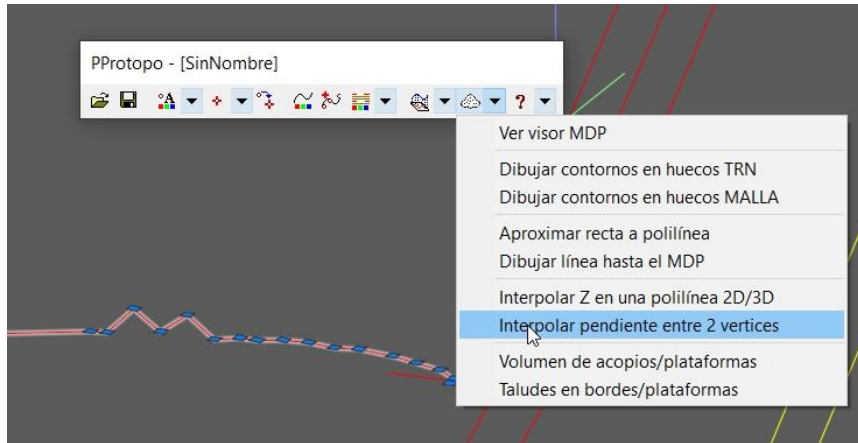 PProtopo - [SinNombre]
A
?
Ver visor MDP
Dibujar contornos en huecos TRN
Dibujar contornos en huecos MALLA
Aproximar recta a polilínea
Dibujar línea hasta el MDP
Interpolar Z en una polilínea 2D/3D
Interpolar pendiente entre 2 vertices
Volumen de acopios/plataformas
Taludes en bordes/plataformas